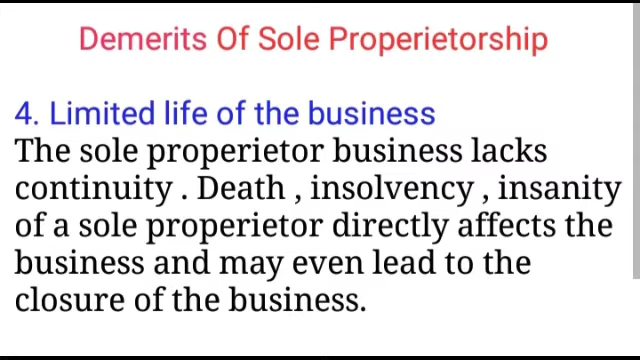 Demerits Of Sole Properietorship
4. Limited life of the business
The sole properietor business lacks
continuity . Death , insolvency , insanity
of a sole properietor directly affects the
business and may even lead to the
closure of the business.